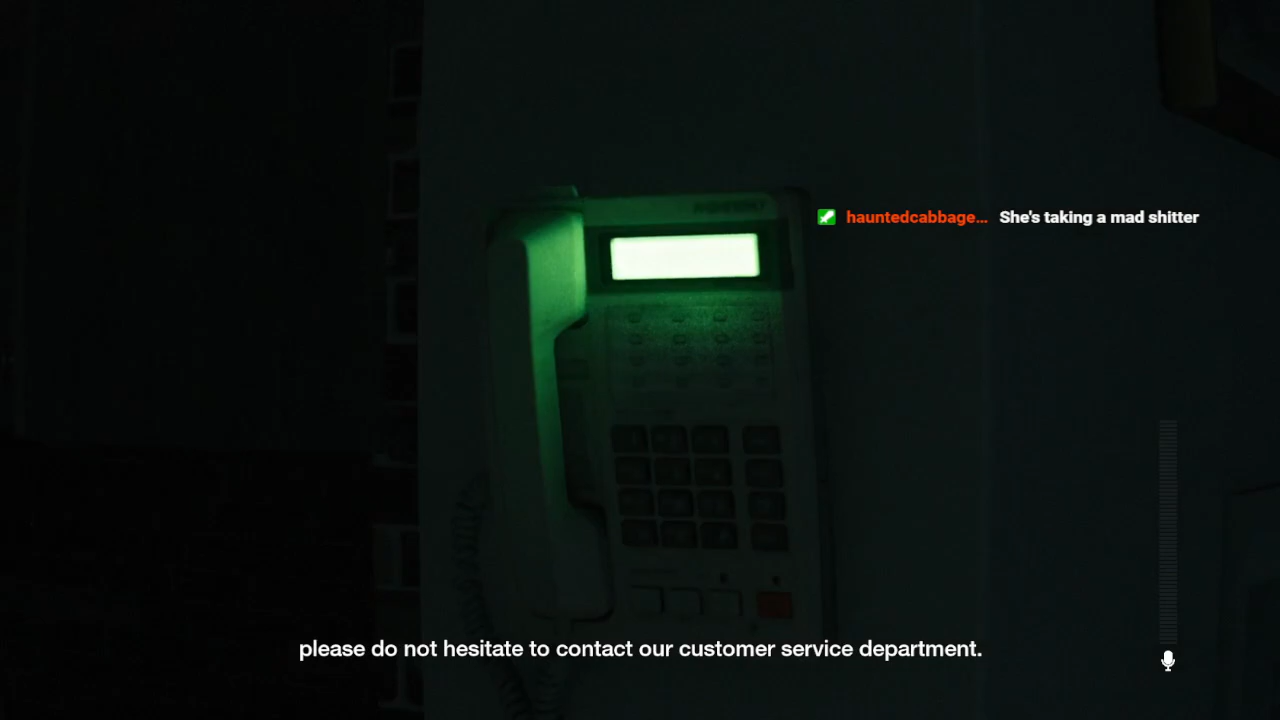 hauntedcabbage… She's taking a mad shitter
please do not hesitate to contact our customer service department.